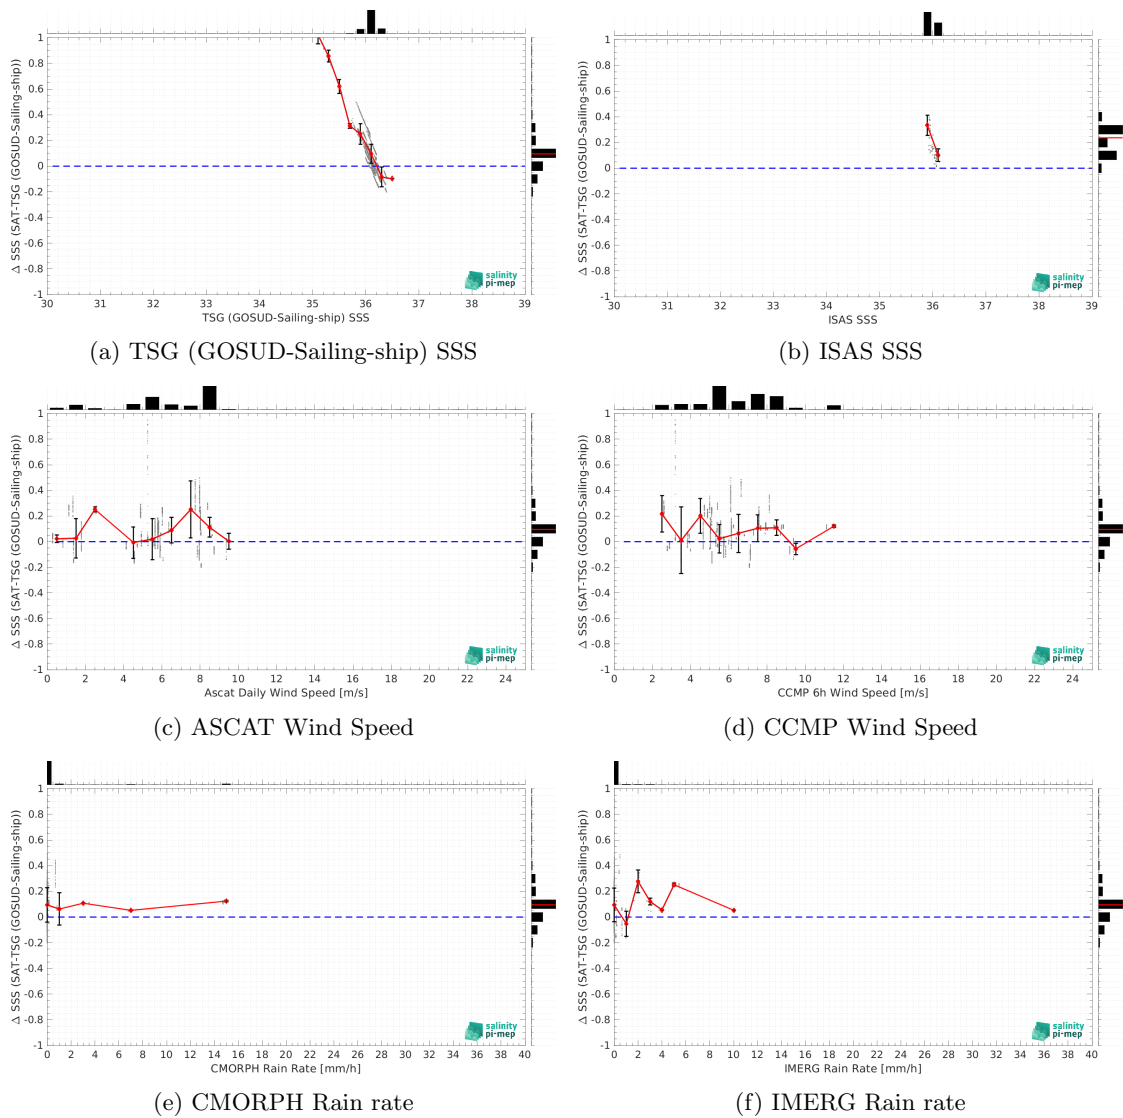 1
0.8
0.6
0.4
0.2
0
-0.2
-0.4
-0.6
-0.8
-1
Δ SSS (SAT-TSG (GOSUD-Sailing-ship))
30 31 32 33 34 35 36 37 38 39
TSG (GOSUD-Sailing-ship) SSS
salinity
pi-mep
(a) TSG (GOSUD-Sailing-ship) SSS
1
0.8
0.6
0.4
0.2
0
-0.2
-0.4
-0.6
-0.8
-1
Δ SSS (SAT-TSG (GOSUD-Sailing-ship))
30 31 32 33 34 35 36 37 38 39
ISAS SSS
salinity
pi-mep
(b) ISAS SSS
1
0.8
0.6
0.4
0.2
0
-0.2
-0.4
-0.6
-0.8
-1
Δ SSS (SAT-TSG (GOSUD-Sailing-ship))
0 2 4 6 8 10 12 14 16 18 20 22 24
Ascat Daily Wind Speed [m/s]
salinity
pi-mep
(c) ASCAT Wind Speed
1
0.8
0.6
0.4
0.2
0
-0.2
-0.4
-0.6
-0.8
-1
Δ SSS (SAT-TSG (GOSUD-Sailing-ship))
0 2 4 6 8 10 12 14 16 18 20 22 24
CCMP 6h Wind Speed [m/s]
salinity
pi-mep
(d) CCMP Wind Speed
1
0.8
0.6
0.4
0.2
0
-0.2
-0.4
-0.6
-0.8
-1
Δ SSS (SAT-TSG (GOSUD-Sailing-ship))
0 2 4 6 8 10 12 14 16 18 20 22 24 26 28 30 32 34 36 38 40
CMORPH Rain Rate [mm/h]
salinity
pi-mep
(e) CMORPH Rain rate
1
0.8
0.6
0.4
0.2
0
-0.2
-0.4
-0.6
-0.8
-1
Δ SSS (SAT-TSG (GOSUD-Sailing-ship))
0 2 4 6 8 10 12 14 16 18 20 22 24 26 28 30 32 34 36 38 40
IMERG Rain Rate [mm/h]
salinity
pi-mep
(f) IMERG Rain rate